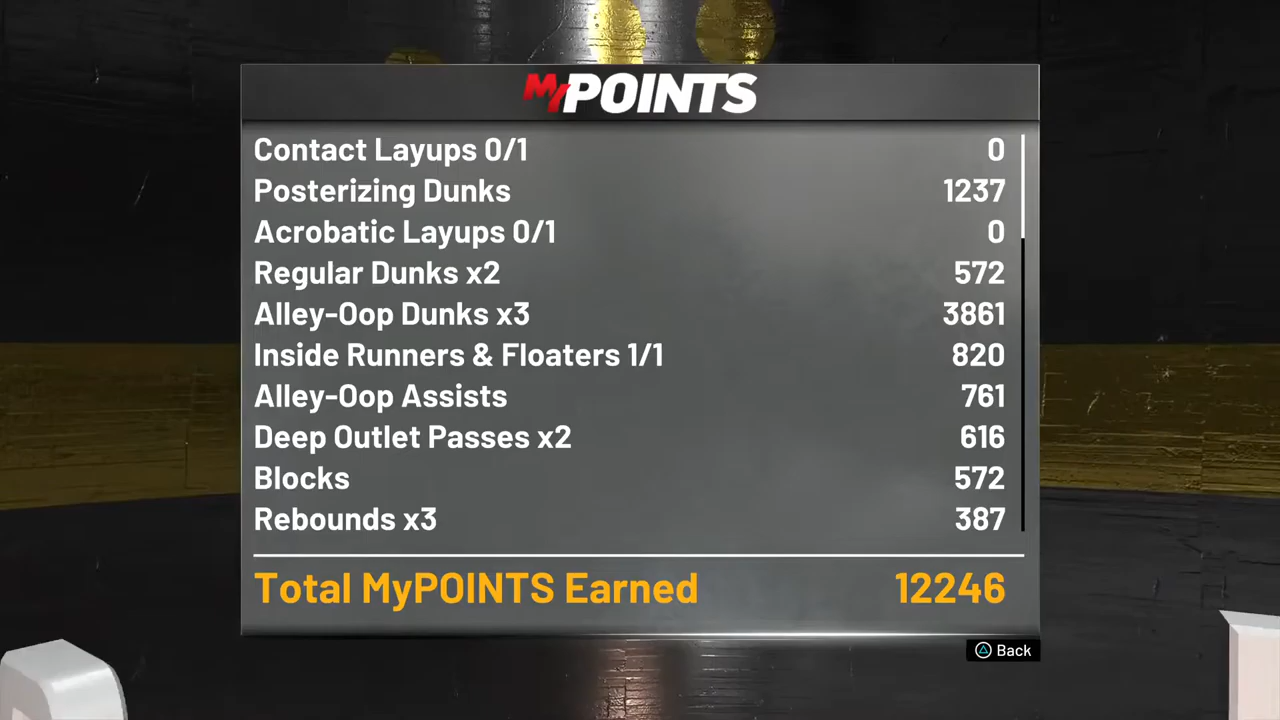 MyPOINTS
Contact Layups 0/1 0
Posterizing Dunks 1237
Acrobatic Layups 0/1 0
Regular Dunks x2 572
Alley-Oop Dunks x3 3861
Inside Runners & Floaters 1/1 820
Alley-Oop Assists 761
Deep Outlet Passes x2 616
Blocks 572
Rebounds x3 387
Total MyPOINTS Earned 12246
Back